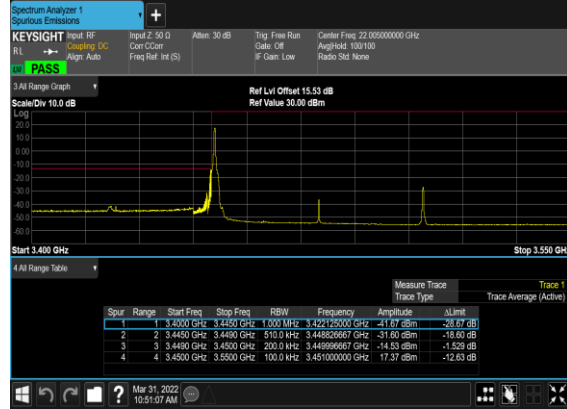 Spectrum Analyzer 1
Spurious Emissions
+
KEYSIGHT Input: RF Input Z: 50 Ω Atten: 30 dB Trig: Free Run Center Freq: 22.005000000 GHz
R L Coupling: DC Corr CCorr Gate: Off Avg|Hold: 100/100
Align: Auto Freq Ref: Int (S) IF Gain: Low Radio Std: None
PASS
3 All Range Graph
Ref Lvl Offset 15.53 dB
Scale/Div 10.0 dB Ref Value 30.00 dBm
Log
20.0
10.0
0.00
-10.0
-20.0
-30.0
-40.0
-50.0
-60.0
Start 3.400 GHz Stop 3.550 GHz
4 All Range Table
Measure Trace Trace 1
Trace Type Trace Average (Active)
Spur Range Start Freq Stop Freq RBW Frequency Amplitude ΔLimit
1 1 3.4000 GHz 3.4450 GHz 1.000 MHz 3.422125000 GHz -41.67 dBm -28.67 dB
2 2 3.4450 GHz 3.4490 GHz 510.0 kHz 3.448826667 GHz -31.60 dBm -18.60 dB
3 3 3.4490 GHz 3.4500 GHz 200.0 kHz 3.449996667 GHz -14.53 dBm -1.529 dB
4 4 3.4500 GHz 3.5500 GHz 100.0 kHz 3.451000000 GHz 17.37 dBm -12.63 dB
? Mar 31, 2022
10:51:07 AM